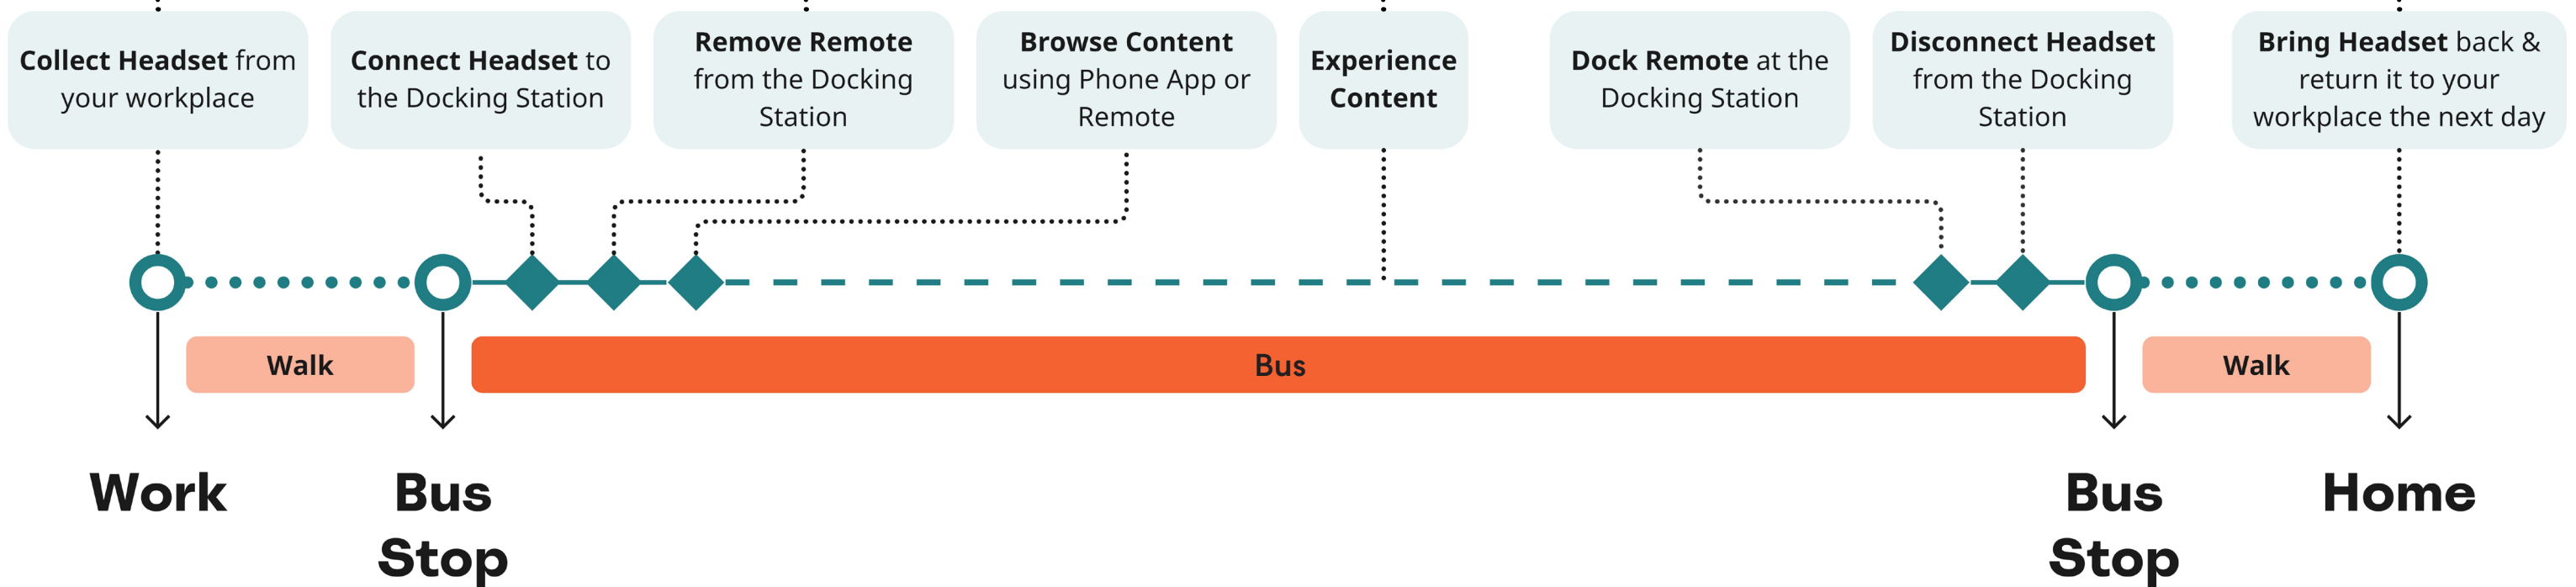 Collect Headset from
your workplace
Connect Headset to
the Docking Station
Remove Remote
from the Docking
Station
Browse Content
using Phone App or
Remote
Experience
Content
Dock Remote at the
Docking Station
Disconnect Headset
from the Docking
Station
Bring Headset back &
return it to your
workplace the next day
Walk
Bus
Walk
Work
Bus
Stop
Bus
Stop
Home